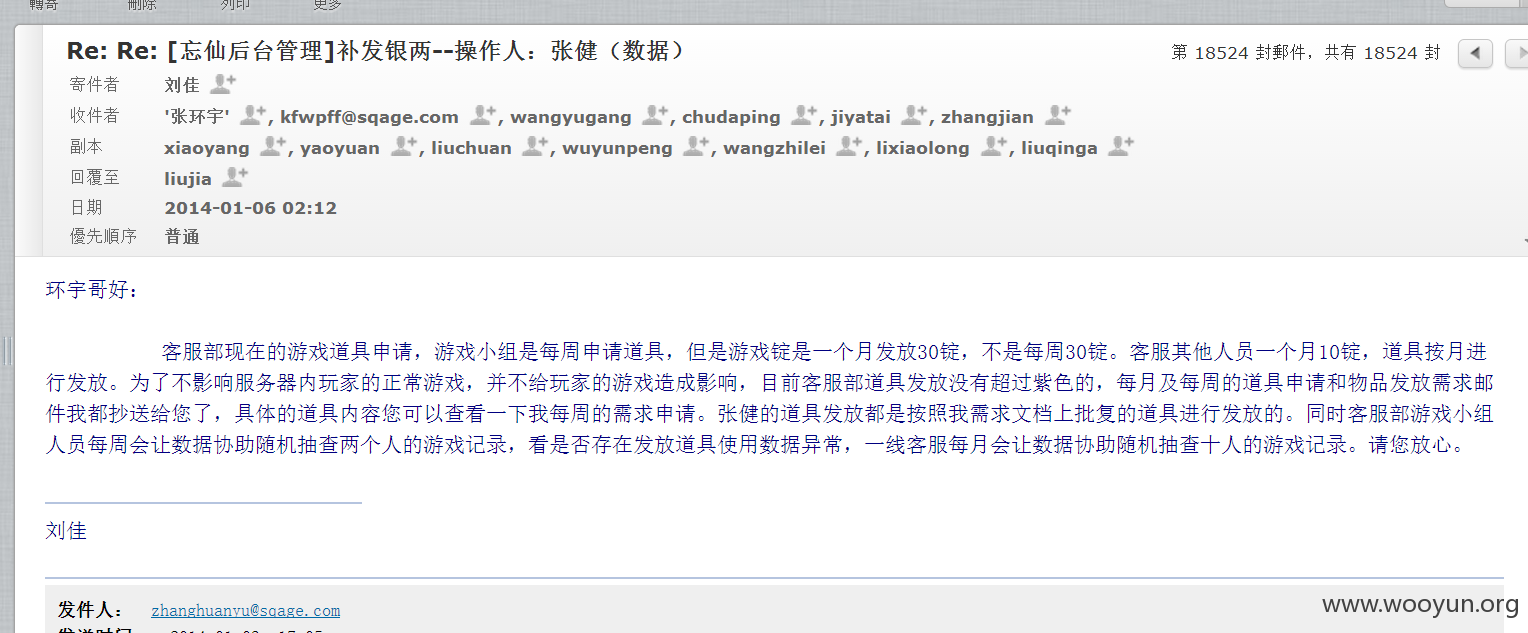 轉寄 刪除 列印 更多
Re: Re: [忘仙后台管理]补发银两--操作人：张健（数据）
第 18524 封郵件，共有 18524 封
寄件者 刘佳
收件者 '张环宇' , kfwpff@sqage.com , wangyugang , chudaping , jiyatai , zhangjian
副本 xiaoyang , yaoyuan , liuchuan , wuyunpeng , wangzhilei , lixiaolong , liuqinga
回覆至 liujia
日期 2014-01-06 02:12
優先順序 普通
环宇哥好：
客服部现在的游戏道具申请，游戏小组是每周申请道具，但是游戏锭是一个月发放30锭，不是每周30锭。客服其他人员一个月10锭，道具按月进
行发放。为了不影响服务器内玩家的正常游戏，并不给玩家的游戏造成影响，目前客服部道具发放没有超过紫色的，每月及每周的道具申请和物品发放需求邮
件我都抄送给您了，具体的道具内容您可以查看一下我每周的需求申请。张健的道具发放都是按照我需求文档上批复的道具进行发放的。同时客服部游戏小组
人员每周会让数据协助随机抽查两个人的游戏记录，看是否存在发放道具使用数据异常，一线客服每月会让数据协助随机抽查十人的游戏记录。请您放心。
刘佳
发件人： zhanghuanyu@sqage.com
www.wooyun.org